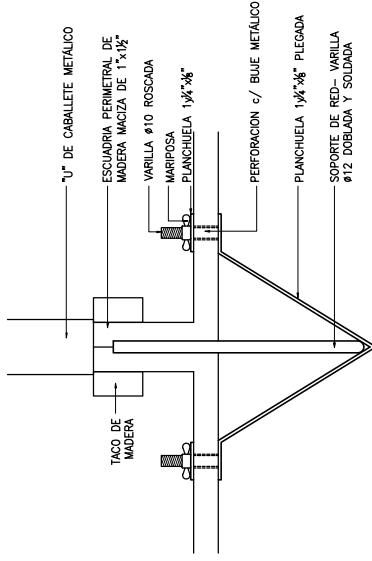 "U" DE CABALLETE METÁLICO
ESCUADRIA PERIMETRAL DE
MADERA MACIZA DE 1"x1½"
VARILLA ø10 ROSCADA
MARIPOSA
PLANCHUELA 1¼"x⅛"
PERFORACION c/ BUJE METÁLICO
PLANCHUELA 1¼"x⅛" PLEGADA
SOPORTE DE RED- VARILLA
ø12 DOBLADA Y SOLDADA
TACO DE
MADERA